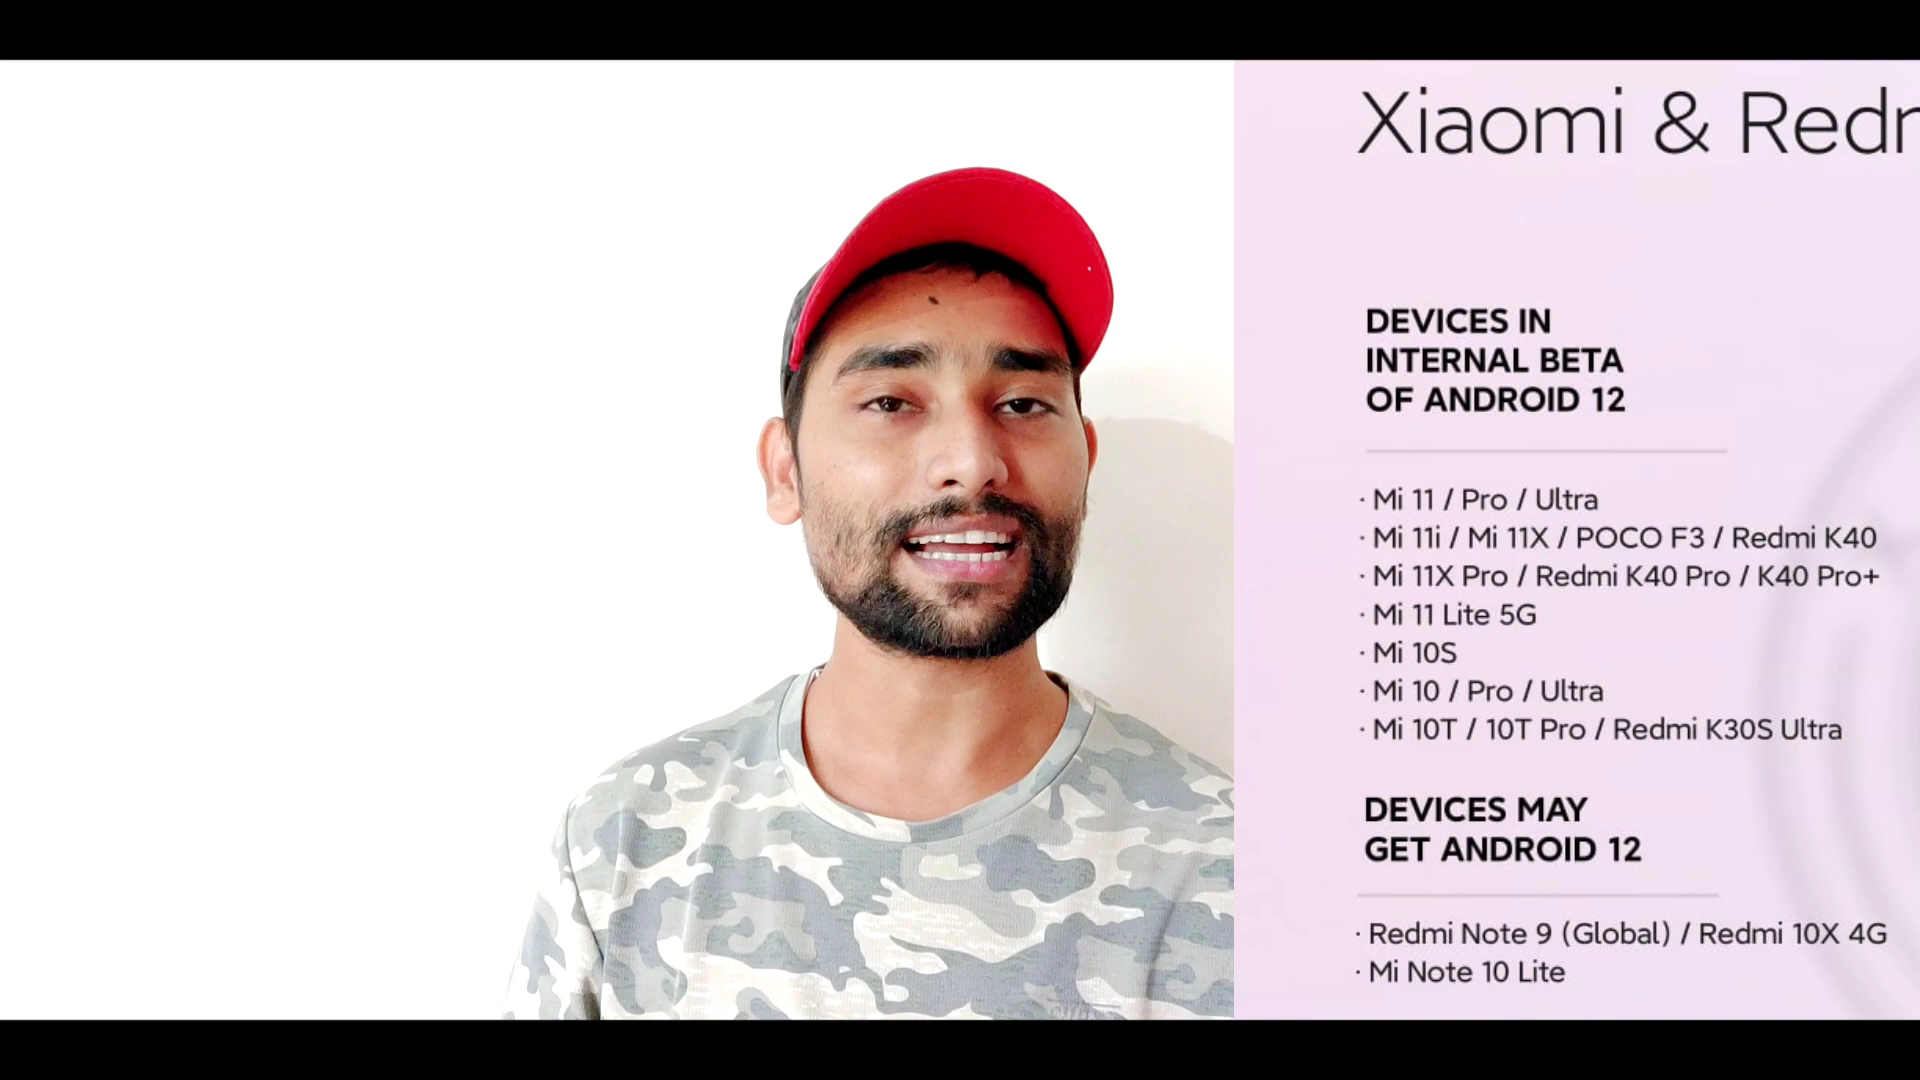 Xiaomi & Redm
DEVICES IN
INTERNAL BETA
OF ANDROID 12
· Mi 11 / Pro / Ultra
· Mi 11i / Mi 11X / POCO F3 / Redmi K40
· Mi 11X Pro / Redmi K40 Pro / K40 Pro+
· Mi 11 Lite 5G
· Mi 10S
· Mi 10 / Pro / Ultra
· Mi 10T / 10T Pro / Redmi K30S Ultra
DEVICES MAY
GET ANDROID 12
· Redmi Note 9 (Global) / Redmi 10X 4G
· Mi Note 10 Lite